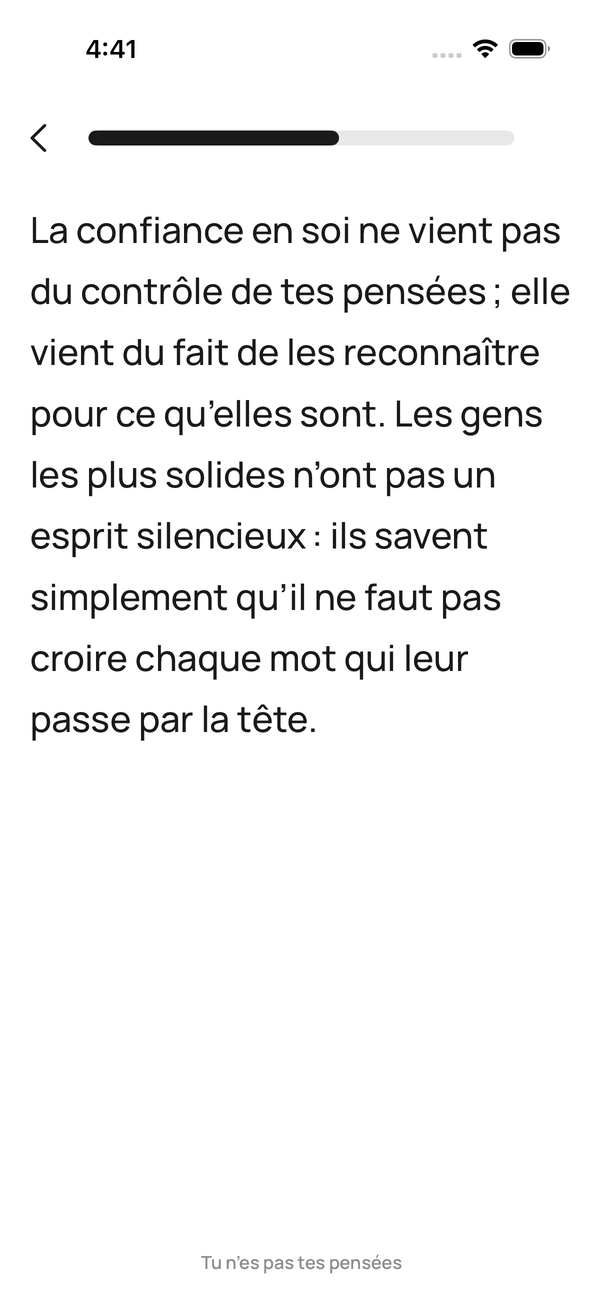 4:41
La confiance en soi ne vient pas
du contrôle de tes pensées ; elle
vient du fait de les reconnaître
pour ce qu’elles sont. Les gens
les plus solides n’ont pas un
esprit silencieux : ils savent
simplement qu’il ne faut pas
croire chaque mot qui leur
passe par la tête.
Tu n’es pas tes pensées